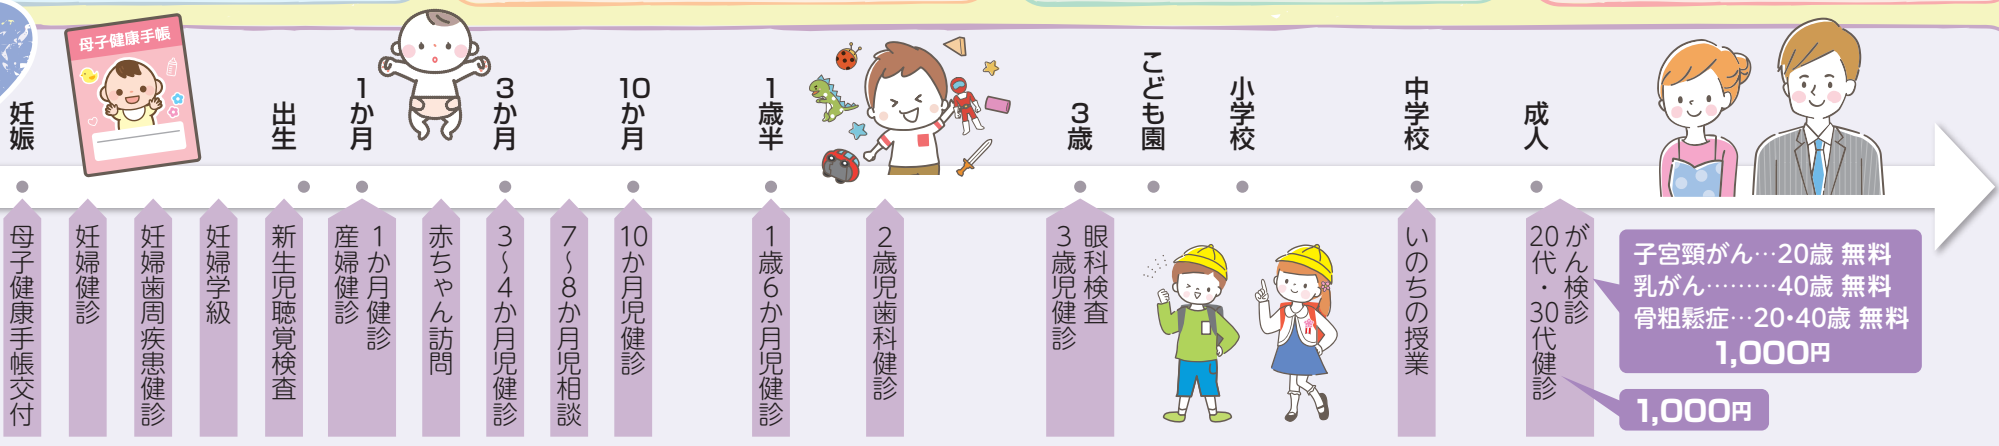 母子健康手帳
妊娠
出生
1か月
3か月
10か月
1歳半
3歳
こども園
小学校
中学校
成人
母子健康手帳交付
妊婦健診
妊婦歯周疾患健診
妊婦学級
新生児聴覚検査
1か月健診
産婦健診
赤ちゃん訪問
3〜4か月児健診
7〜8か月児相談
10か月児健診
1歳6か月児健診
2歳児歯科健診
眼科検査
3歳児健診
いのちの授業
がん検診
20代・30代健診
子宮頸がん…20歳 無料
乳がん………40歳 無料
骨粗鬆症…20・40歳 無料
1,000円
1,000円